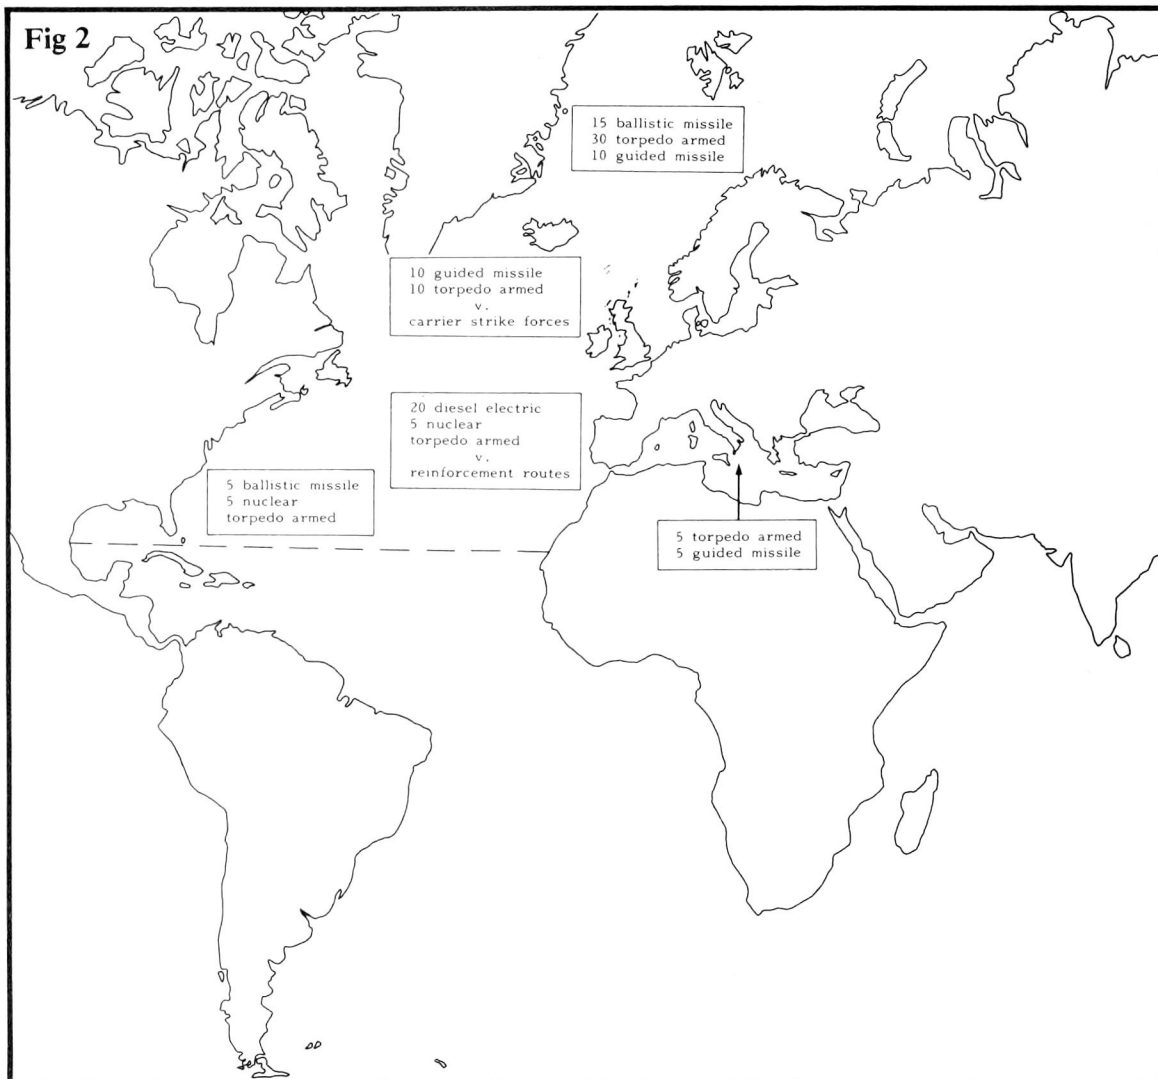 Fig 2
15 ballistic missile
30 torpedo armed
10 guided missile
10 guided missile
10 torpedo armed
v.
carrier strike forces
20 diesel electric
5 nuclear
torpedo armed
v.
reinforcement routes
5 ballistic missile
5 nuclear
torpedo armed
5 torpedo armed
5 guided missile